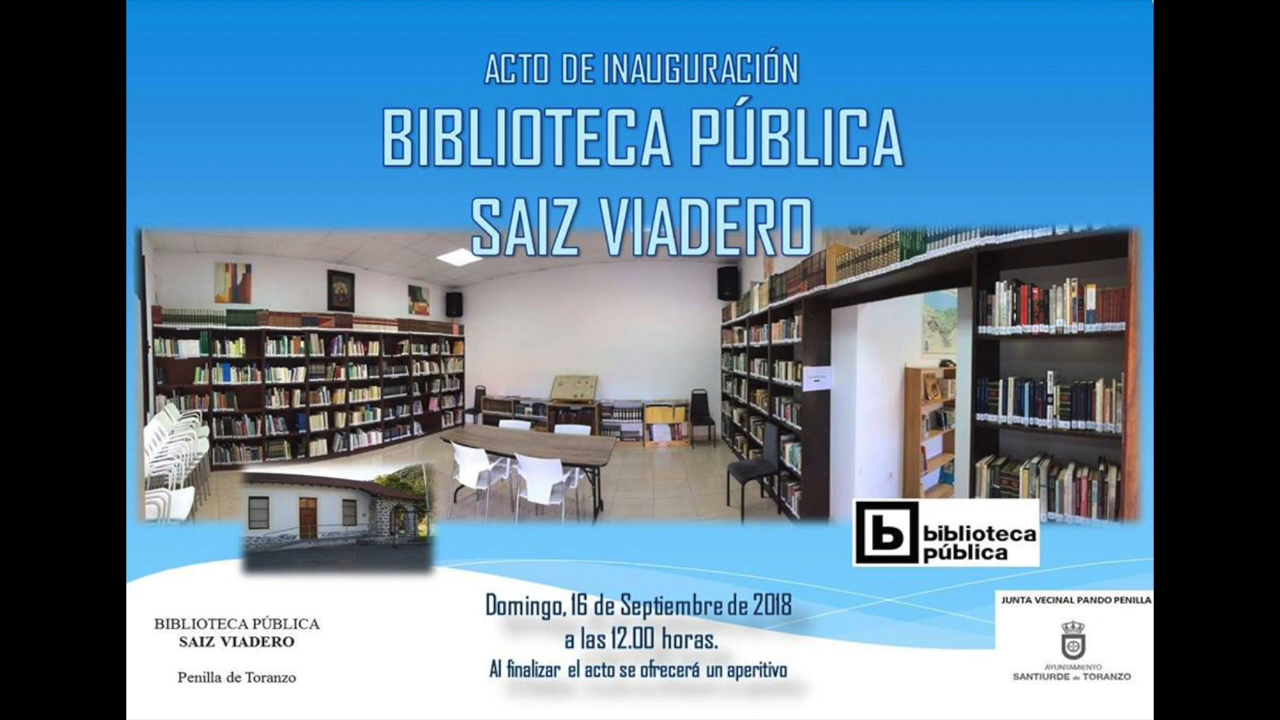 ACTO DE INAUGURACIÓN
BIBLIOTECA PÚBLICA
SAIZ VIADERO
b biblioteca
pública
BIBLIOTECA PÚBLICA
SAIZ VIADERO
Penilla de Toranzo
Domingo, 16 de Septiembre de 2018
a las 12.00 horas.
Al finalizar el acto se ofrecerá un aperitivo
JUNTA VECINAL PANDO PENILLA
AYUNTAMIENTO
SANTIURDE de TORANZO